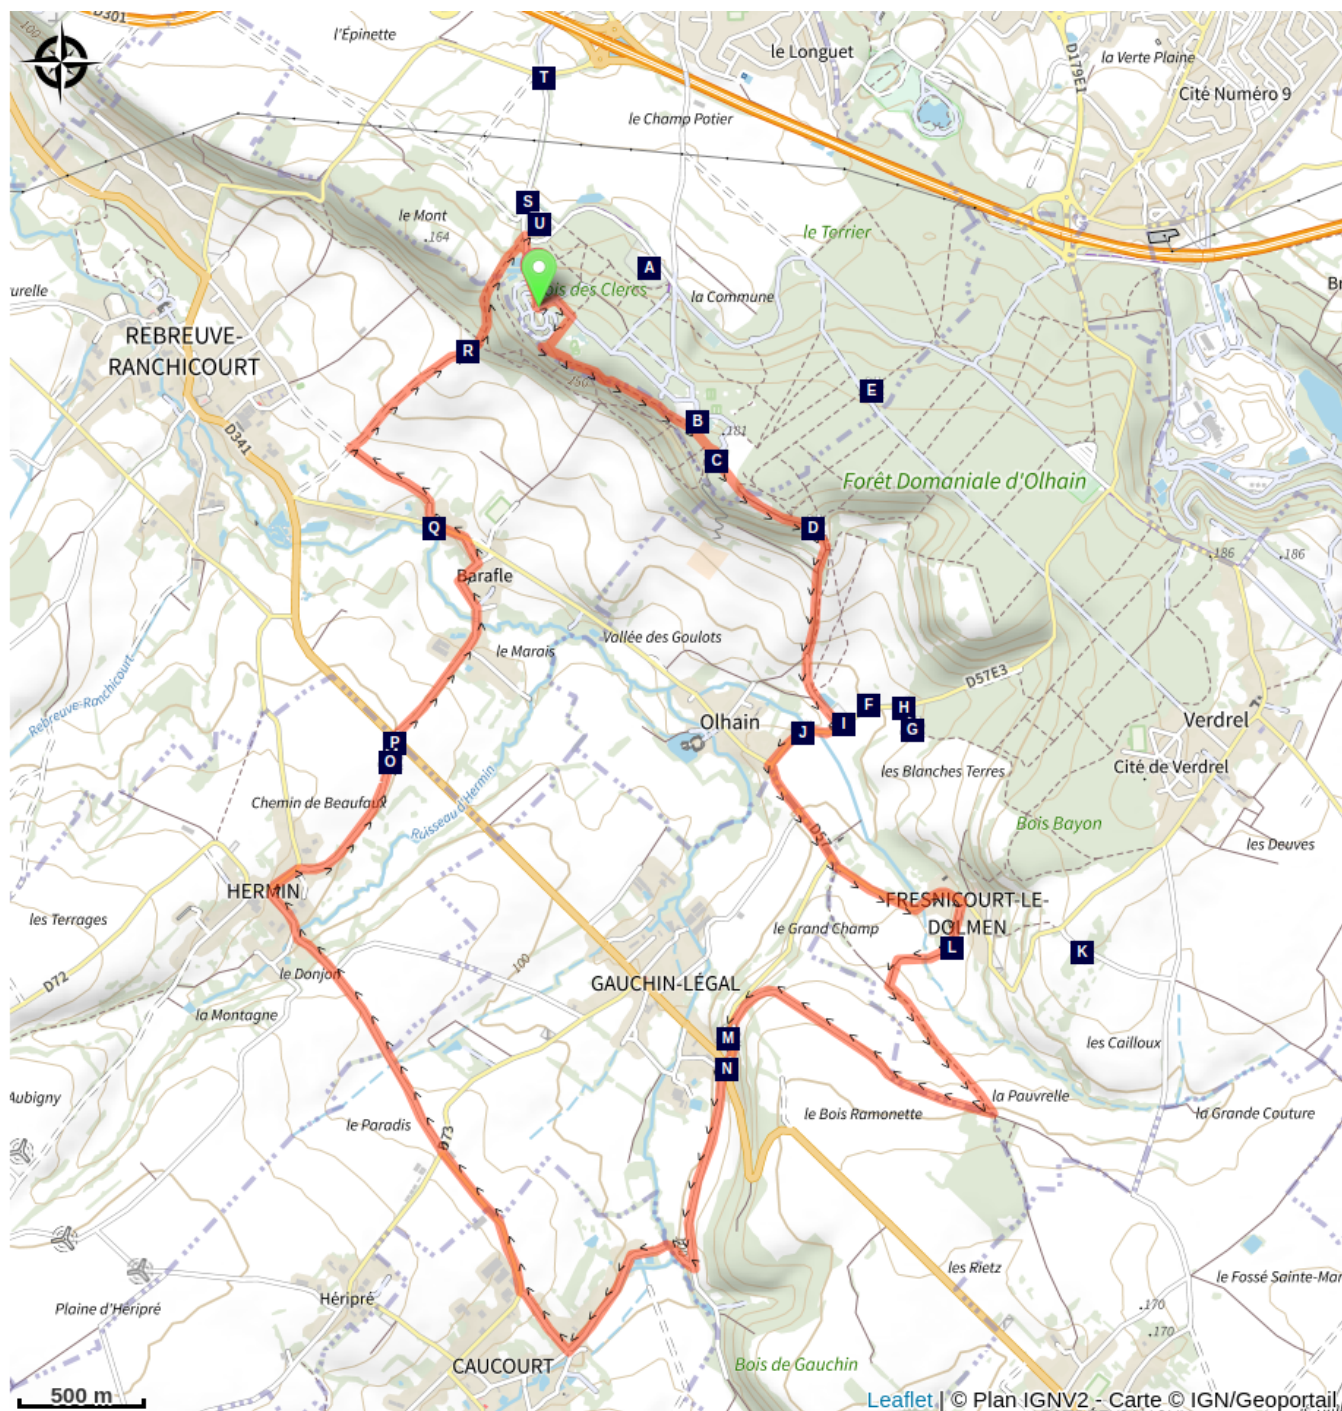 D301
100
l'Épinette
le Longuet
D179E1
la Verte Plaine
Cité Numéro 9
T
le Champ Potier
S
U
le Mont
.164
le Terrier
A
Bois des Clercs
la Commune
REBREUVE-
RANCHICOURT
R
E
B
.181
C
D341
Forêt Domaniale d'Olhain
Q
D
.186
.186
Barafle
Vallée des Goulots
le Marais
Rebreuve-Ranchicourt
D57E3
F
H
I
G
J
Olhain
Verdrel
P
O
les Blanches Terres
Cité de Verdrel
Chemin de Beaufaux
Ruisseau d'Hermin
Bois Bayon
D57
les Deuves
HERMIN
FRESNICOURT-LE-
DOLMEN
les Terrages
le Grand Champ
L
K
100
le Donjon
D72
GAUCHIN-LÉGAL
la Montagne
M
les Cailloux
N
Aubigny
la Pauvrelle
le Bois Ramonette
la Grande Couture
le Paradis
D73
les Rietz
le Fossé Sainte-Mar
Héripré
Plaine d'Héripré
.170
.170
CAUCOURT
Bois de Gauchin
500 m
Leaflet | © Plan IGNV2 - Carte © IGN/Geoportail